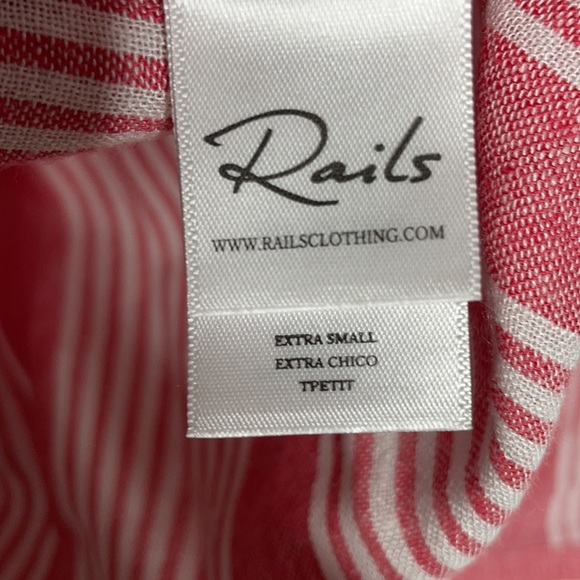 Rails
WWW.RAILSCLOTHING.COM
EXTRA SMALL
EXTRA CHICO
TPETIT